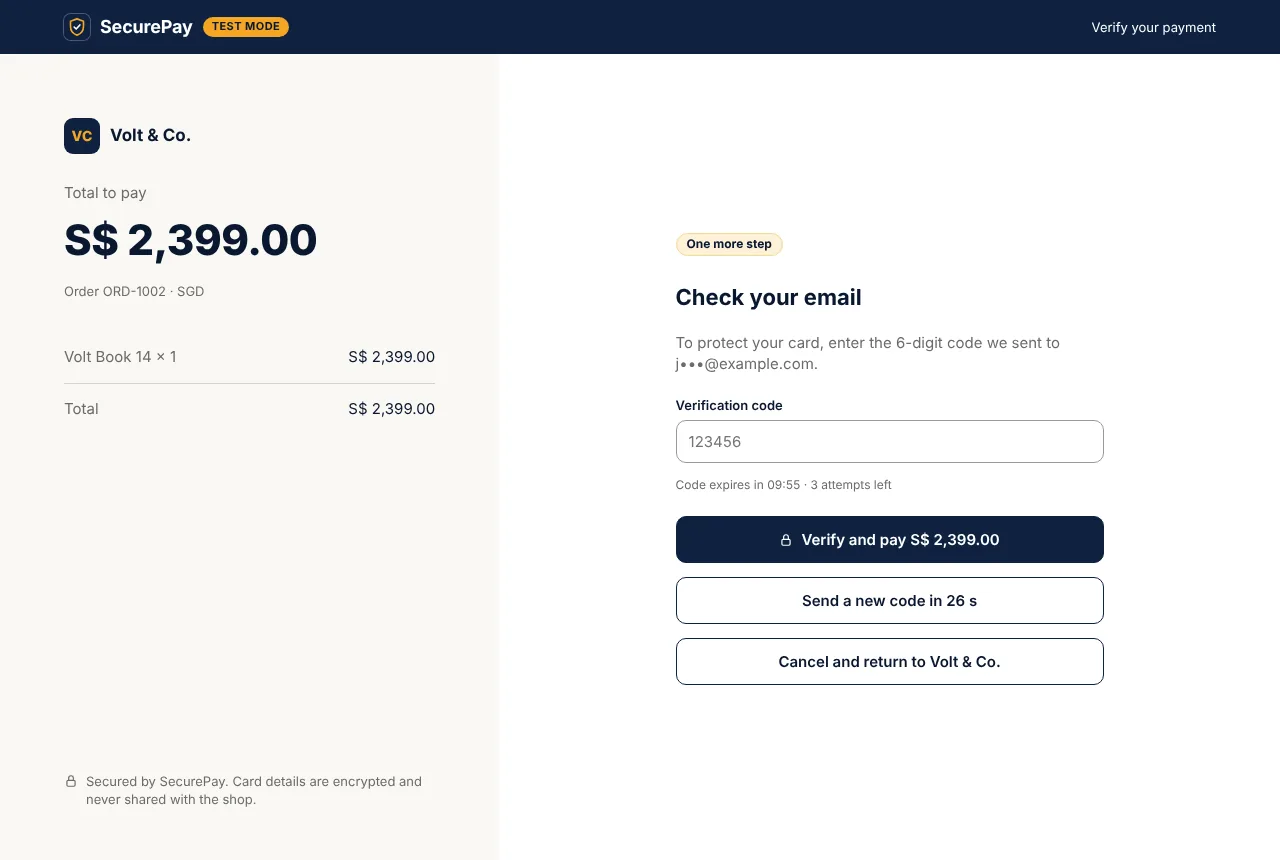 SecurePay TEST MODE
Verify your payment
VC Volt & Co.
Total to pay
S$ 2,399.00
Order ORD-1002 · SGD
Volt Book 14 × 1 S$ 2,399.00
Total S$ 2,399.00
Secured by SecurePay. Card details are encrypted and
never shared with the shop.
One more step
Check your email
To protect your card, enter the 6-digit code we sent to
j•••@example.com.
Verification code
123456
Code expires in 09:55 · 3 attempts left
Verify and pay S$ 2,399.00
Send a new code in 26 s
Cancel and return to Volt & Co.